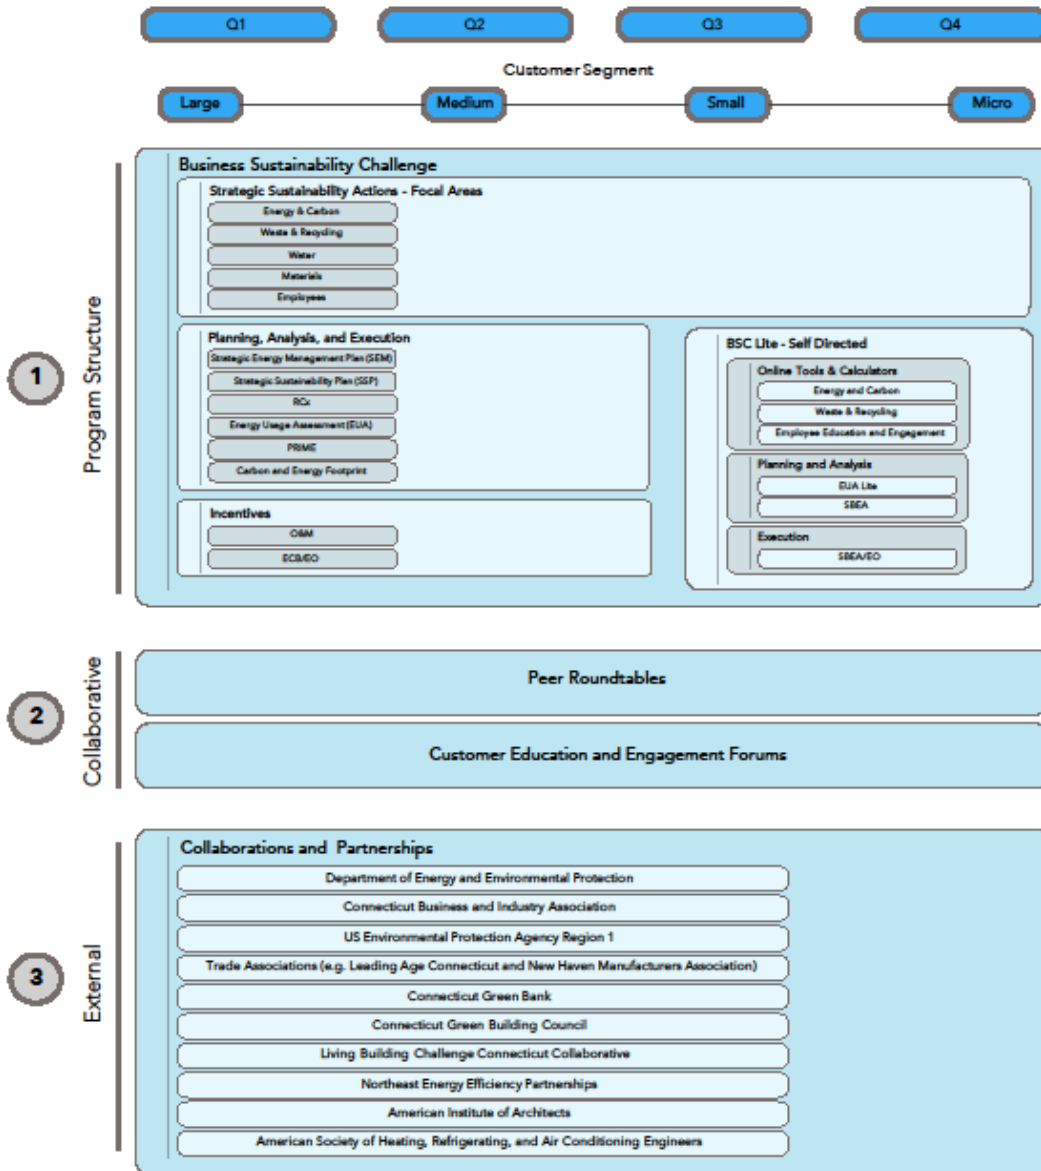 Q1 Q2 Q3 Q4
Customer Segment
Large Medium Small Micro
1
Program Structure
Business Sustainability Challenge
Strategic Sustainability Actions - Focal Areas
Energy & Carbon
Waste & Recycling
Water
Materials
Employees
Planning, Analysis, and Execution
Strategic Energy Management Plan (SEM)
Strategic Sustainability Plan (SSP)
RCx
Energy Usage Assessment (EUA)
PRIME
Carbon and Energy Footprint
Incentives
O&M
ECB/EO
BSC Lite - Self Directed
Online Tools & Calculators
Energy and Carbon
Waste & Recycling
Employee Education and Engagement
Planning and Analysis
EUA Lite
SBEA
Execution
SBEA/EO
2
Collaborative
Peer Roundtables
Customer Education and Engagement Forums
3
External
Collaborations and Partnerships
Department of Energy and Environmental Protection
Connecticut Business and Industry Association
US Environmental Protection Agency Region 1
Trade Associations (e.g. Leading Age Connecticut and New Haven Manufacturers Association)
Connecticut Green Bank
Connecticut Green Building Council
Living Building Challenge Connecticut Collaborative
Northeast Energy Efficiency Partnerships
American Institute of Architects
American Society of Heating, Refrigerating, and Air Conditioning Engineers